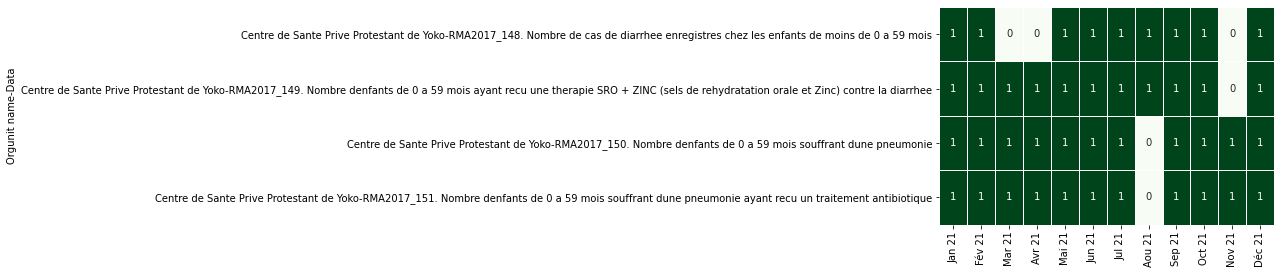 Orgunit name-Data
Centre de Sante Prive Protestant de Yoko-RMA2017_148. Nombre de cas de diarrhee enregistres chez les enfants de moins de 0 a 59 mois
1 1 0 0 1 1 1 1 1 1 0 1
Centre de Sante Prive Protestant de Yoko-RMA2017_149. Nombre denfants de 0 a 59 mois ayant recu une therapie SRO + ZINC (sels de rehydratation orale et Zinc) contre la diarrhee
1 1 1 1 1 1 1 1 1 1 0 1
Centre de Sante Prive Protestant de Yoko-RMA2017_150. Nombre denfants de 0 a 59 mois souffrant dune pneumonie
1 1 1 1 1 1 1 0 1 1 1 1
Centre de Sante Prive Protestant de Yoko-RMA2017_151. Nombre denfants de 0 a 59 mois souffrant dune pneumonie ayant recu un traitement antibiotique
1 1 1 1 1 1 1 0 1 1 1 1
Jan 21 Fév 21 Mar 21 Avr 21 Mai 21 Jun 21 Jul 21 Aou 21 Sep 21 Oct 21 Nov 21 Déc 21